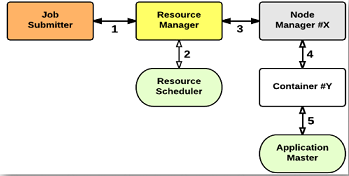 Job
Submitter
1
Resource
Manager
3
Node
Manager #X
2
4
Resource
Scheduler
Container #Y
5
Application
Master